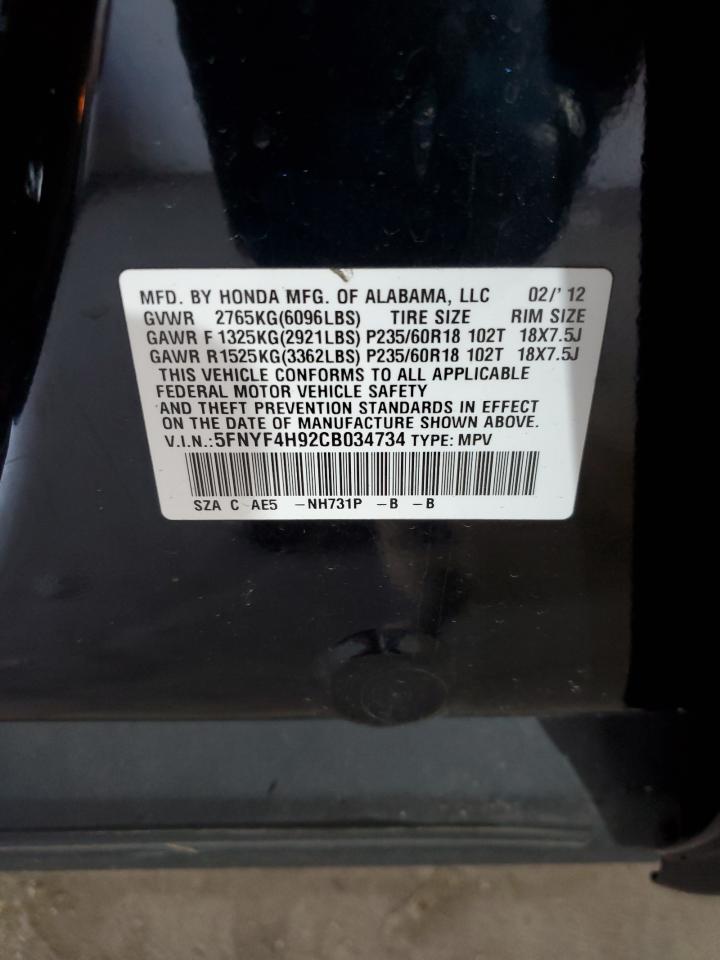 MFD. BY HONDA MFG. OF ALABAMA, LLC 02/' 12
GVWR 2765KG(6096LBS) TIRE SIZE RIM SIZE
GAWR F 1325KG(2921LBS) P235/60R18 102T 18X7.5J
GAWR R 1525KG(3362LBS) P235/60R18 102T 18X7.5J
THIS VEHICLE CONFORMS TO ALL APPLICABLE
FEDERAL MOTOR VEHICLE SAFETY
AND THEFT PREVENTION STANDARDS IN EFFECT
ON THE DATE OF MANUFACTURE SHOWN ABOVE.
V.I.N.:5FNYF4H92CB034734 TYPE: MPV
SZA C AE5 -NH731P -B -B